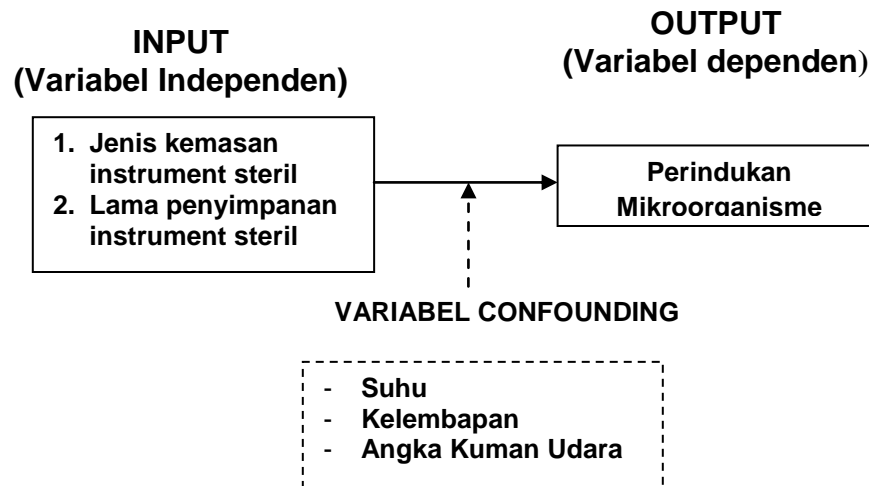 INPUT
(Variabel Independen)
OUTPUT
(Variabel dependen)
1. Jenis kemasan
instrument steril
2. Lama penyimpanan
instrument steril
Perindukan
Mikroorganisme
VARIABEL CONFOUNDING
- Suhu
- Kelembapan
- Angka Kuman Udara